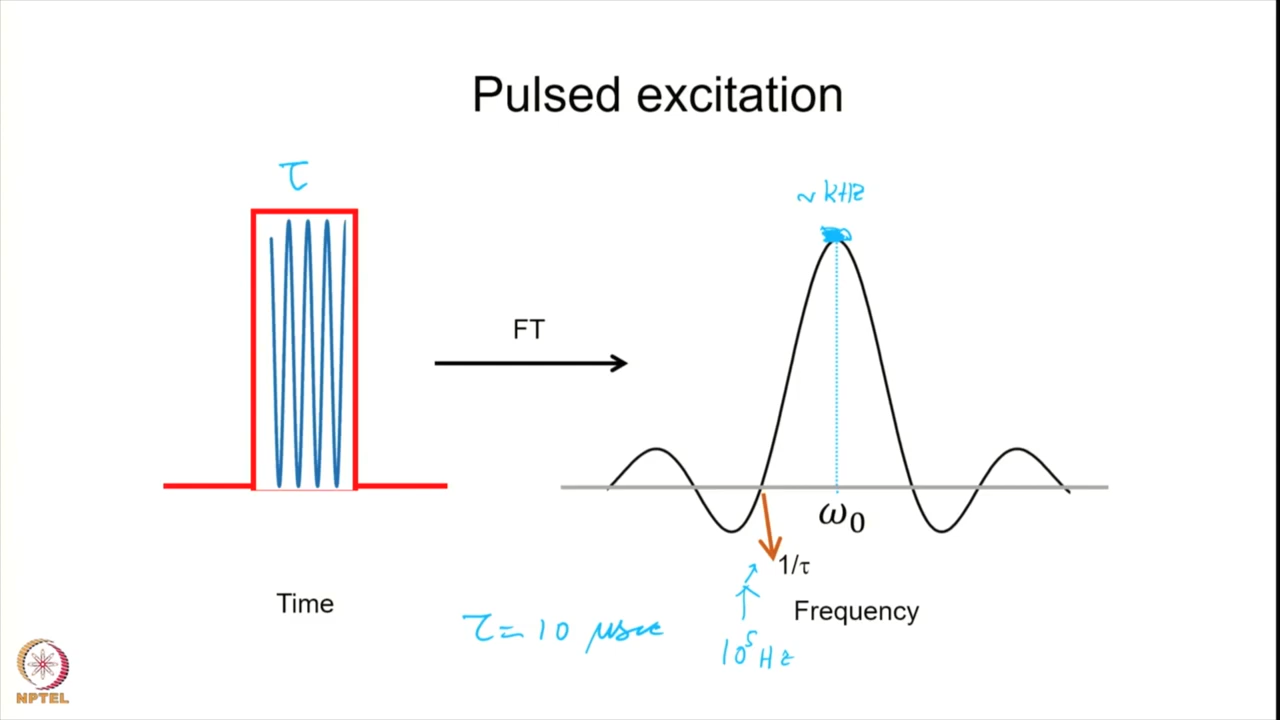 Pulsed excitation
τ
~ kHz
FT
ω₀
1/τ
Time
τ = 10 μsec
Frequency
10⁵ Hz
NPTEL